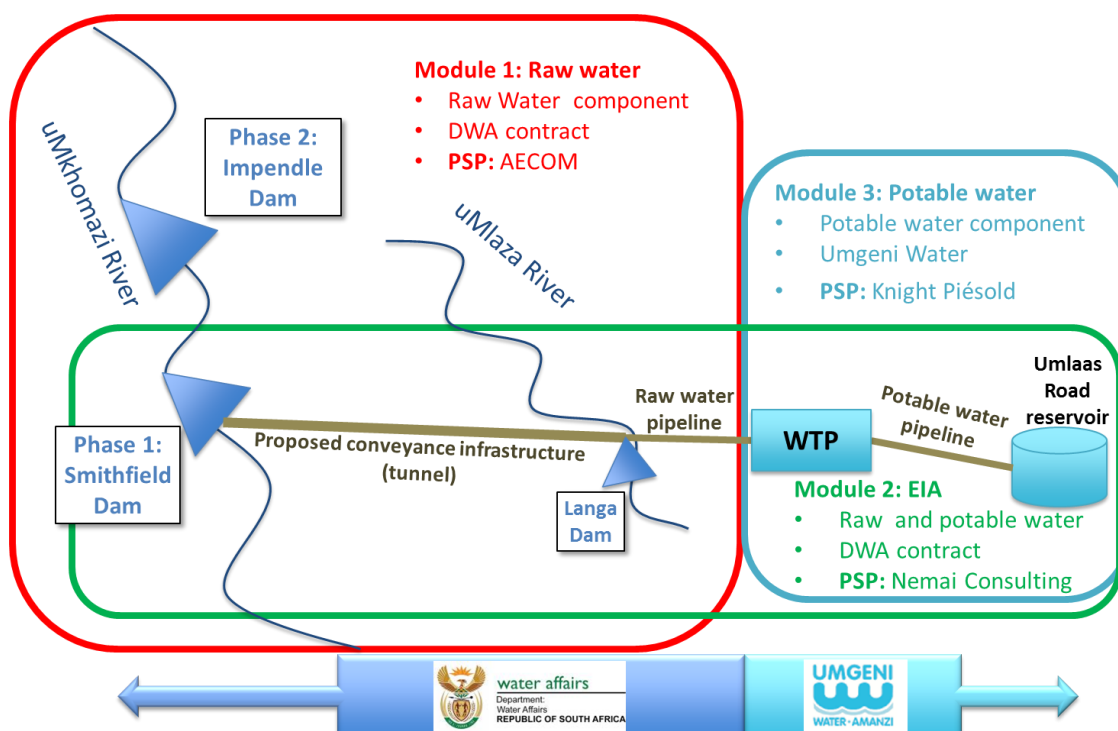 Module 1: Raw water
• Raw Water component
• DWA contract
• PSP: AECOM
uMkhomazi River
Phase 2:
Impendle
Dam
uMlaza River
Module 3: Potable water
• Potable water component
• Umgeni Water
• PSP: Knight Piésold
Phase 1:
Smithfield
Dam
Proposed conveyance infrastructure
(tunnel)
Raw water
pipeline
Langa
Dam
WTP
Potable water
pipeline
Umlaas
Road
reservoir
Module 2: EIA
• Raw and potable water
• DWA contract
• PSP: Nemai Consulting
water affairs
Department:
Water Affairs
REPUBLIC OF SOUTH AFRICA
UMGENI
WATER • AMANZI